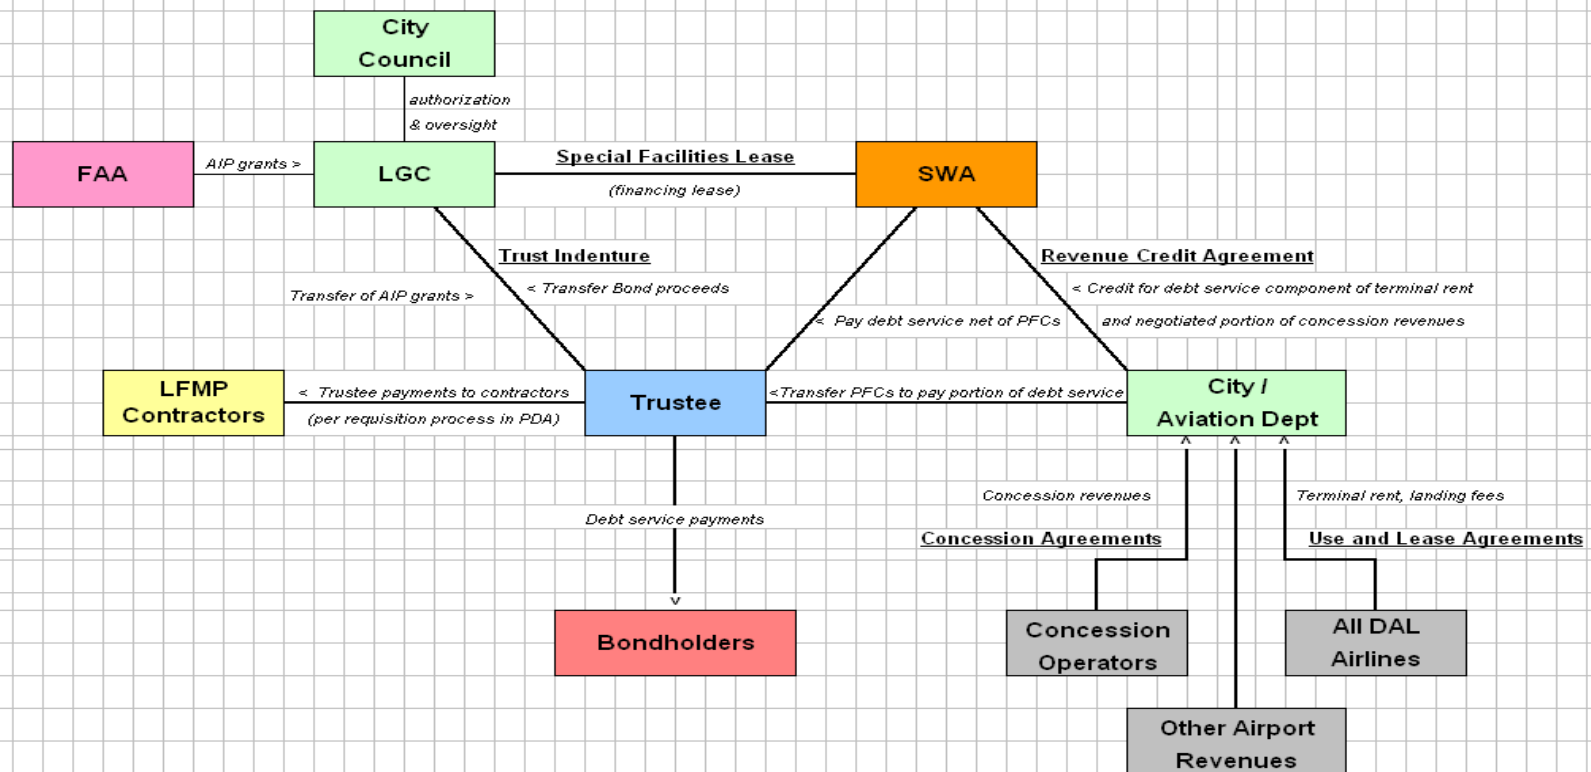 City
Council
authorization
& oversight
FAA
AIP grants >
LGC
Special Facilities Lease
(financing lease)
SWA
Trust Indenture
Revenue Credit Agreement
Transfer of AIP grants >
< Transfer Bond proceeds
< Credit for debt service component of terminal rent
< Pay debt service net of PFCs
and negotiated portion of concession revenues
LFMP
Contractors
< Trustee payments to contractors
(per requisition process in PDA)
Trustee
<Transfer PFCs to pay portion of debt service
City /
Aviation Dept
Concession revenues
Terminal rent, landing fees
Debt service payments
Concession Agreements
Use and Lease Agreements
Bondholders
Concession
Operators
All DAL
Airlines
Other Airport
Revenues